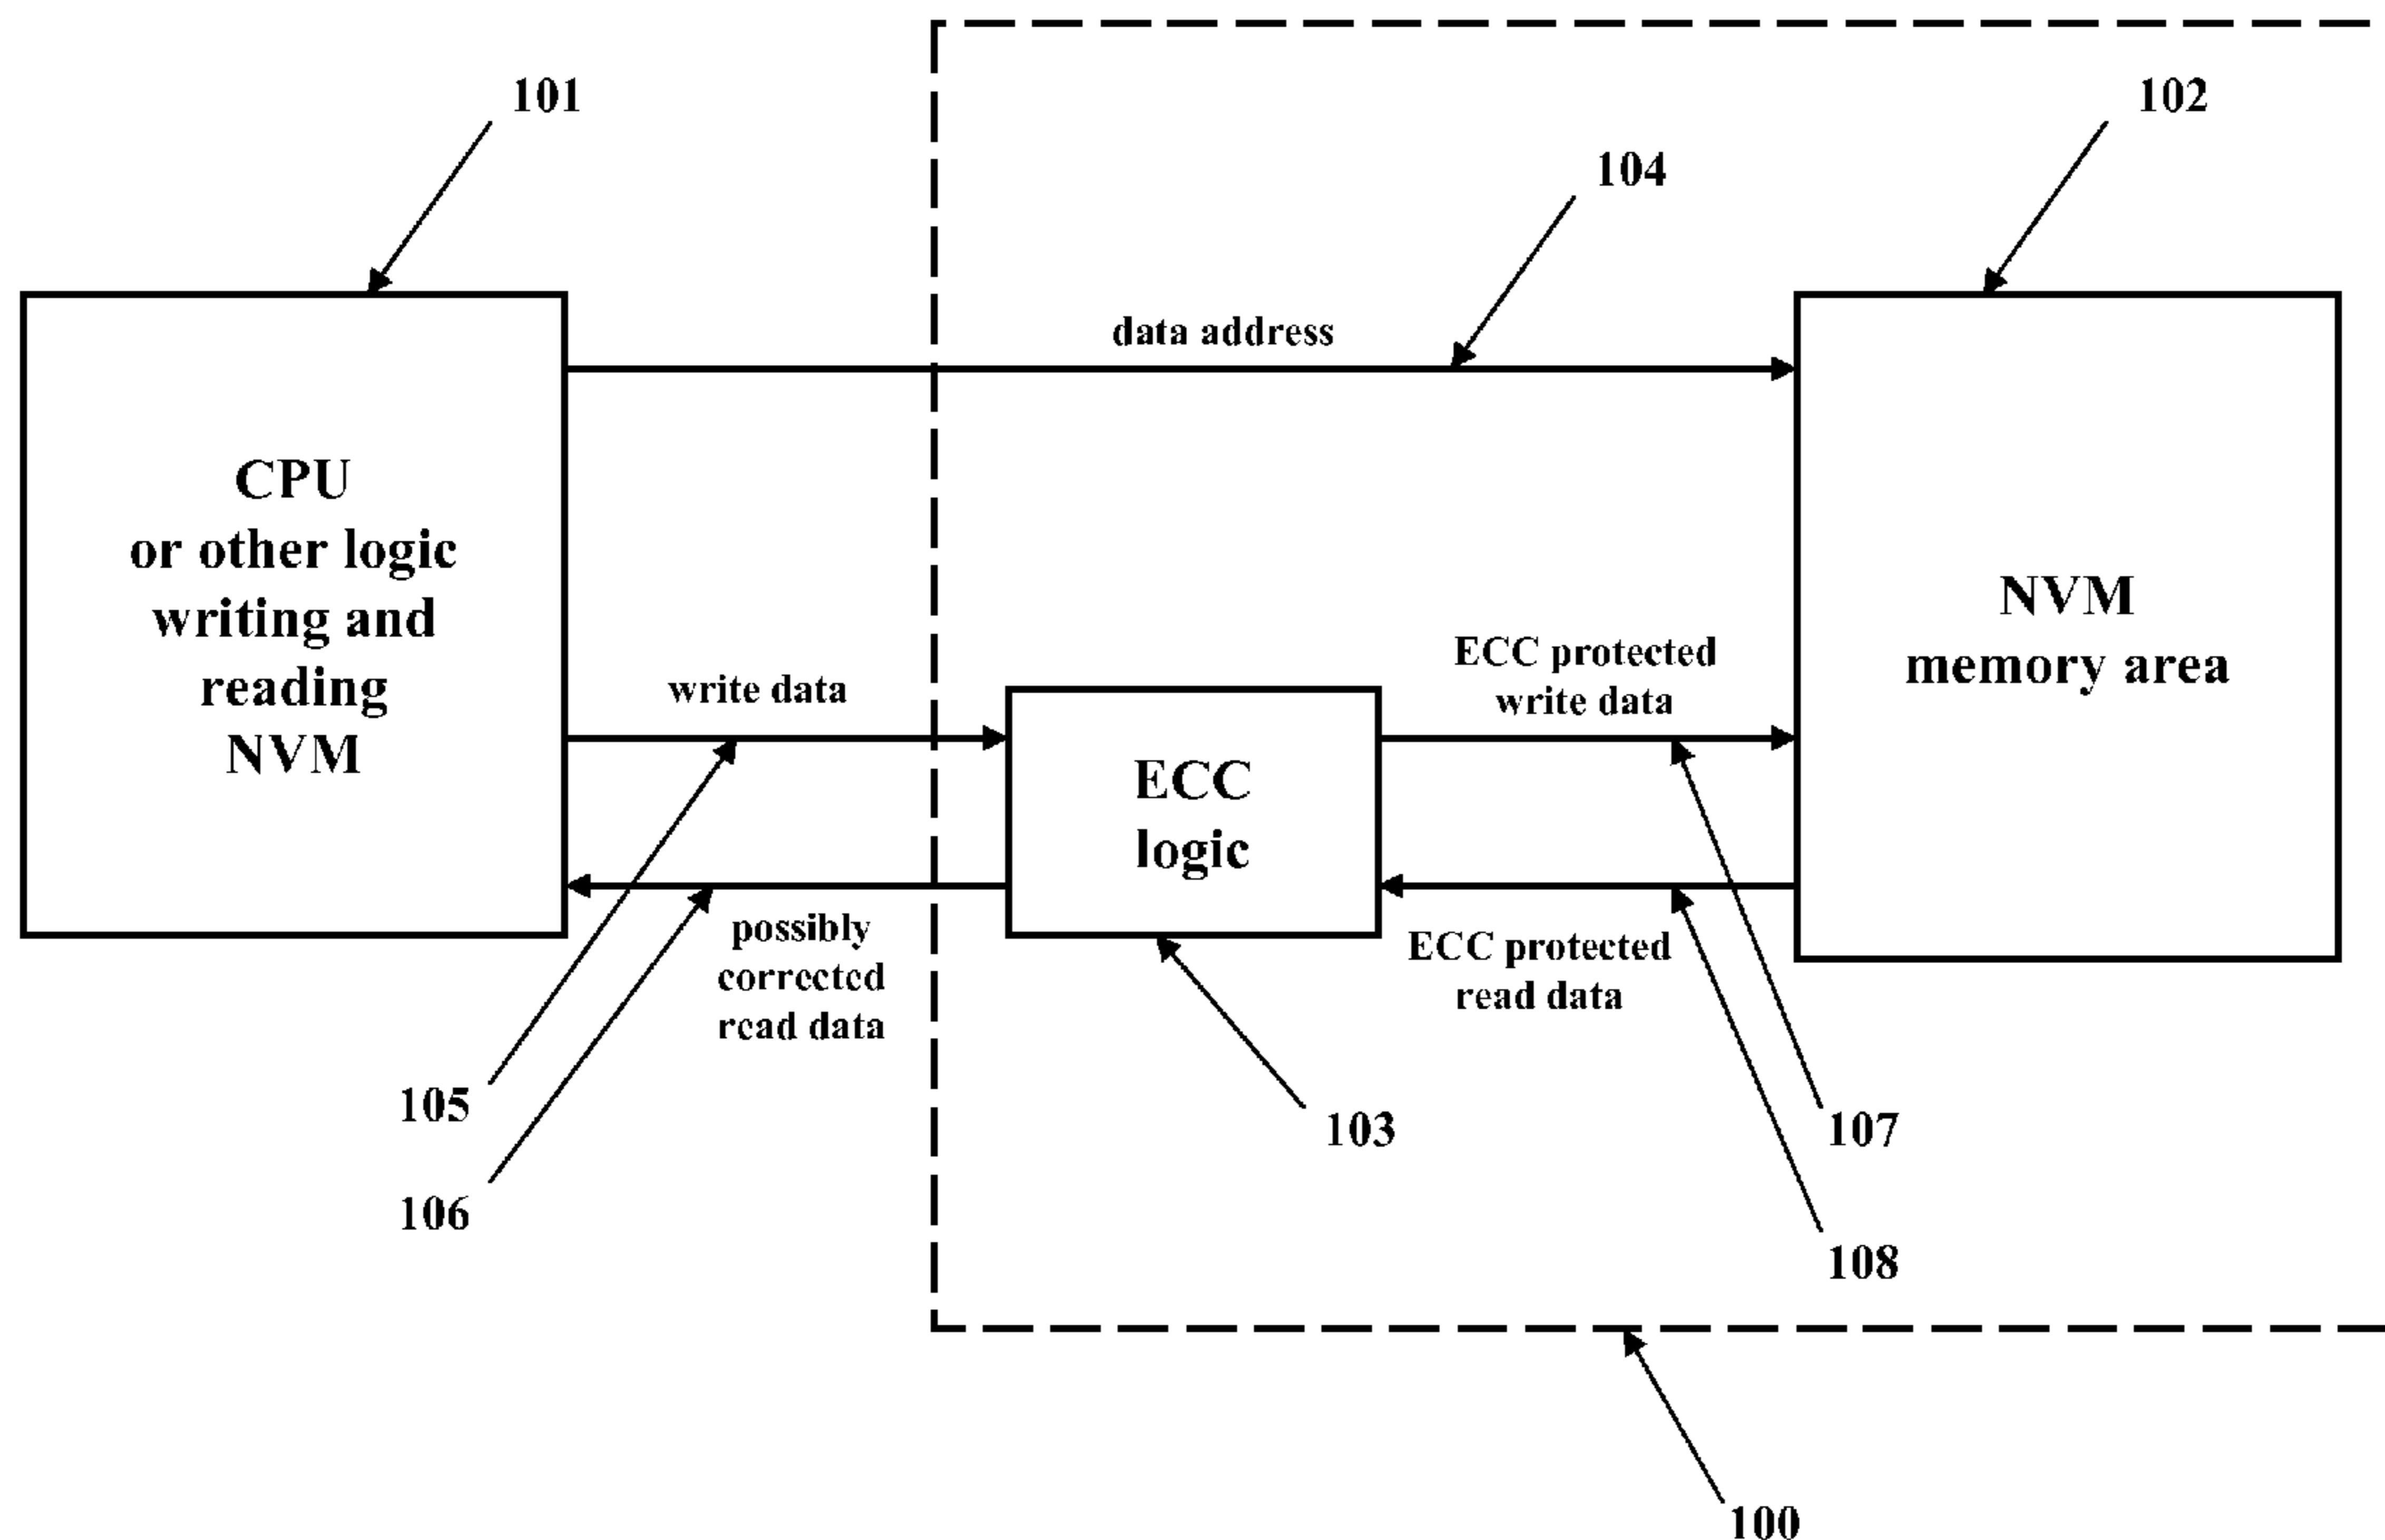 101
102
104
data address
CPU
or other logic
writing and
reading
NVM
NVM
memory area
ECC protected
write data
write data
ECC
logic
possibly
corrected
read data
ECC protected
read data
105
103
107
106
108
100